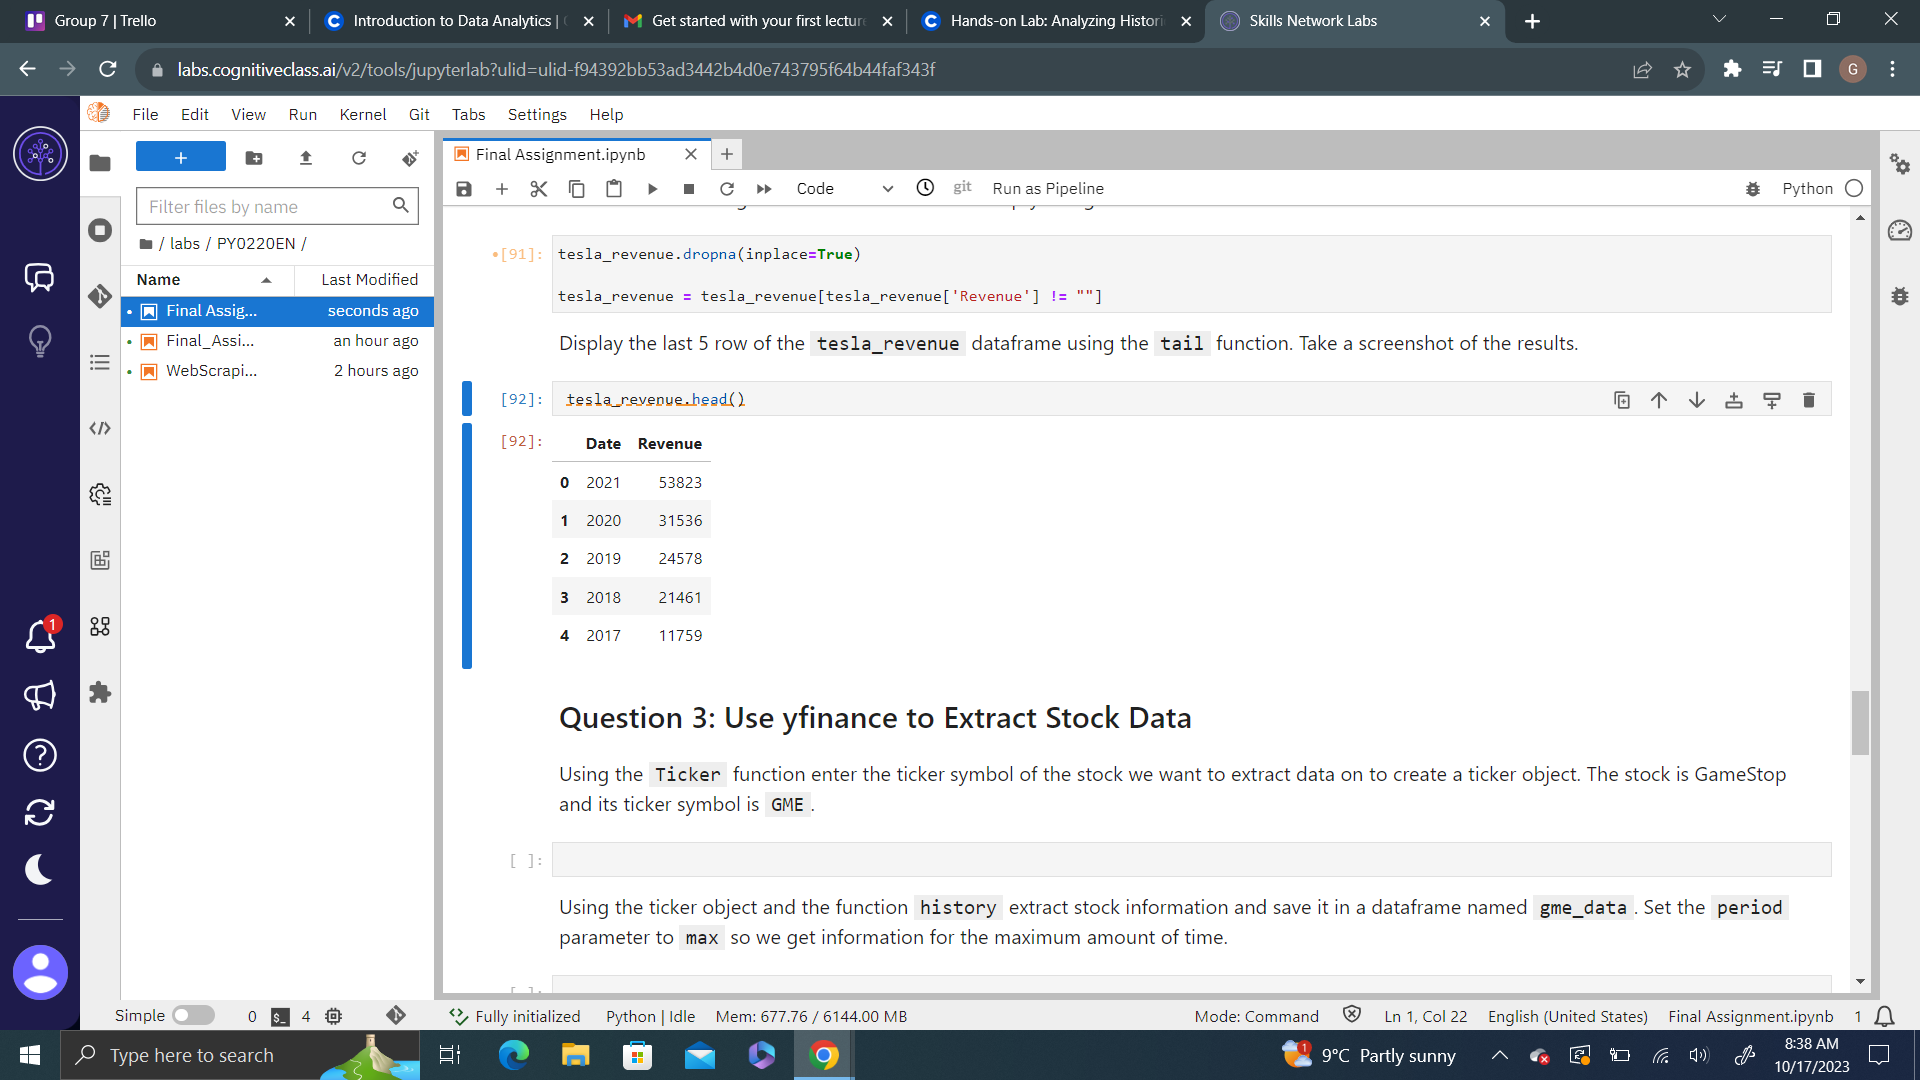 Group 7 | Trello
Introduction to Data Analytics |
Get started with your first lecture
Hands-on Lab: Analyzing Histori
Skills Network Labs
labs.cognitiveclass.ai/v2/tools/jupyterlab?ulid=ulid-f94392bb53ad3442b4d0e743795f64b44faf343f
G
File Edit View Run Kernel Git Tabs Settings Help
Final Assignment.ipynb
Code
git
Run as Pipeline
Python
Filter files by name
/ labs / PY0220EN /
Name Last Modified
Final Assig... seconds ago
Final_Assi... an hour ago
WebScrapi... 2 hours ago
[91]: tesla_revenue.dropna(inplace=True)
tesla_revenue = tesla_revenue[tesla_revenue['Revenue'] != ""]
Display the last 5 row of the tesla_revenue dataframe using the tail function. Take a screenshot of the results.
[92]: tesla_revenue.head()
[92]: Date Revenue
0 2021 53823
1 2020 31536
2 2019 24578
3 2018 21461
4 2017 11759
Question 3: Use yfinance to Extract Stock Data
Using the Ticker function enter the ticker symbol of the stock we want to extract data on to create a ticker object. The stock is GameStop
and its ticker symbol is GME .
[ ]:
Using the ticker object and the function history extract stock information and save it in a dataframe named gme_data . Set the period
parameter to max so we get information for the maximum amount of time.
[ ]:
1
Simple 0 $_ 4 Fully initialized Python | Idle Mem: 677.76 / 6144.00 MB Mode: Command Ln 1, Col 22 English (United States) Final Assignment.ipynb 1
Type here to search
1
9°C Partly sunny
8:38 AM
10/17/2023